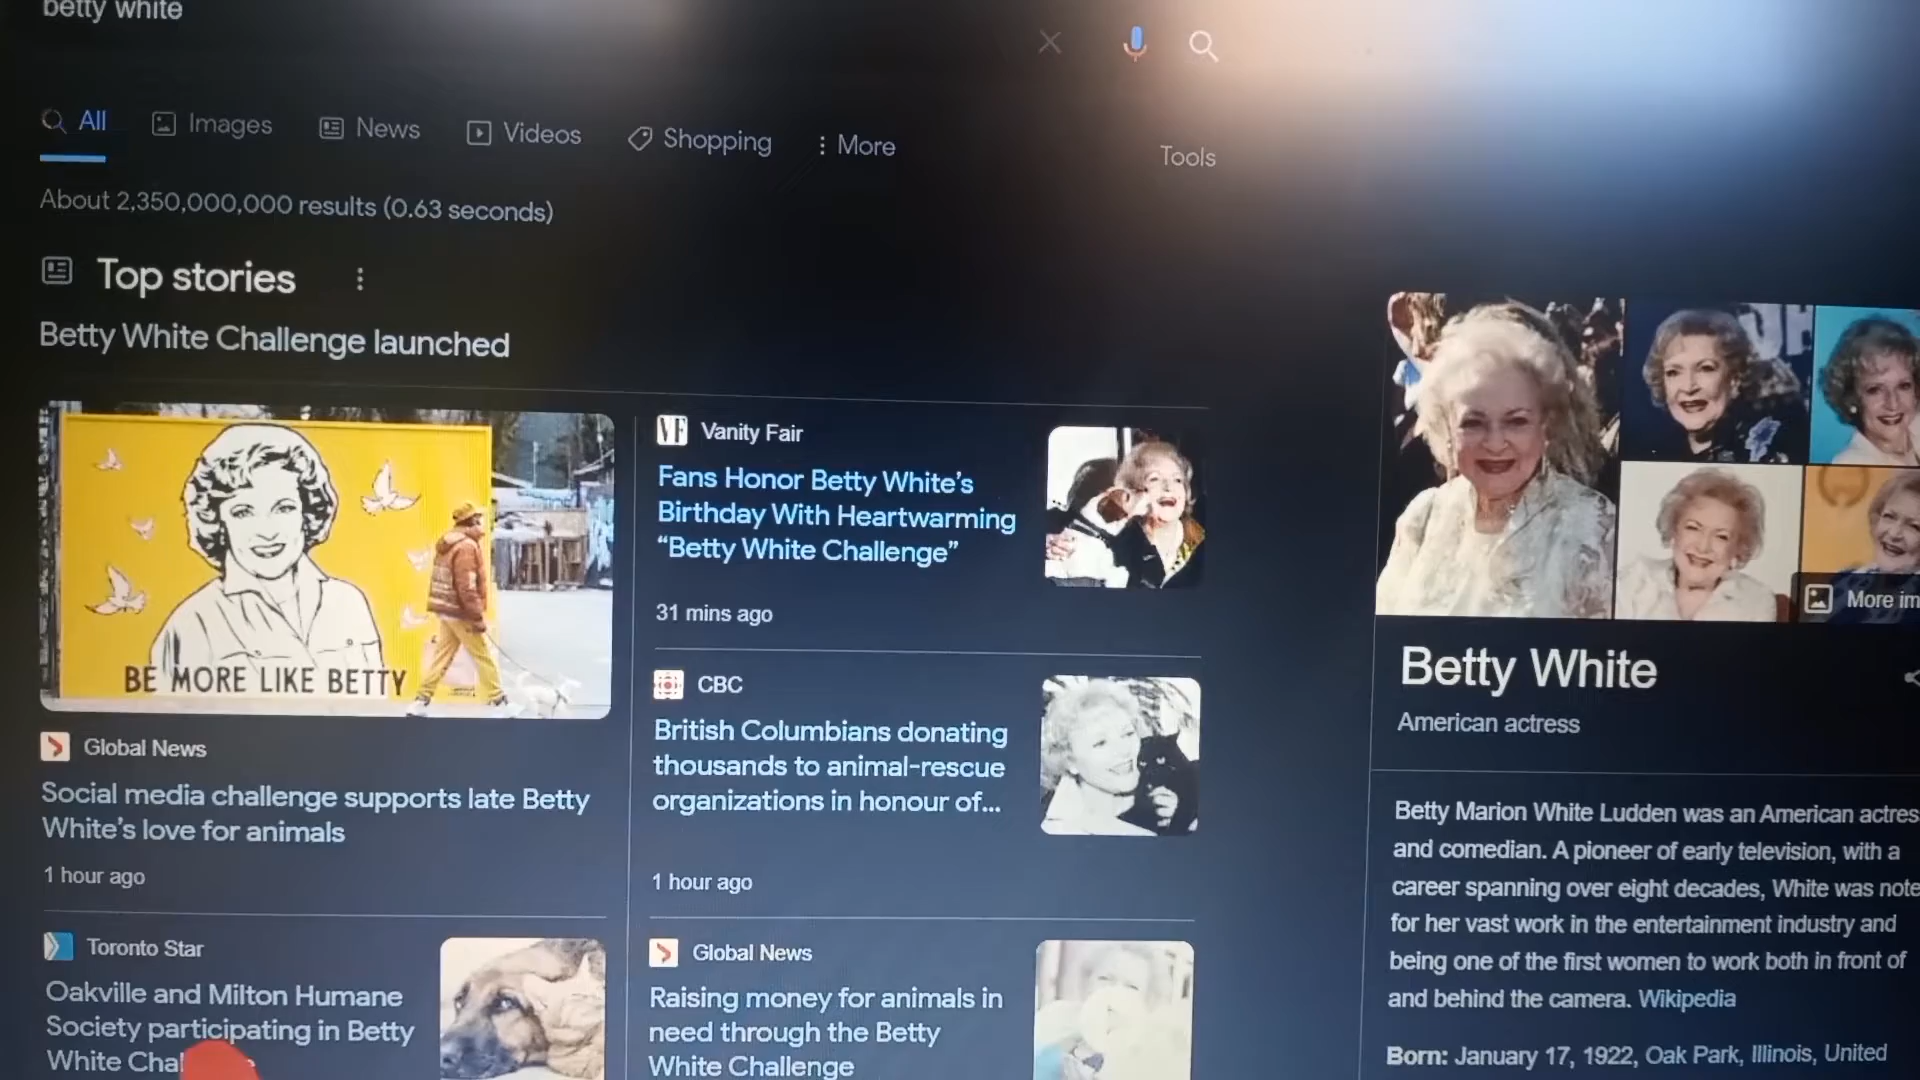 betty white
All
Images
News
Videos
Shopping
More
Tools
About 2,350,000,000 results (0.63 seconds)
Top stories
Betty White Challenge launched
BE MORE LIKE BETTY
Global News
Social media challenge supports late Betty
White's love for animals
1 hour ago
VF Vanity Fair
Fans Honor Betty White's
Birthday With Heartwarming
“Betty White Challenge”
31 mins ago
CBC
British Columbians donating
thousands to animal-rescue
organizations in honour of...
1 hour ago
Toronto Star
Oakville and Milton Humane
Society participating in Betty
White
Global News
Raising money for animals in
need through the Betty
White Challenge
More
Betty White
American actress
Betty Marion White Ludden was an American actres
and comedian. A pioneer of early television, with a
career spanning over eight decades, White was note
for her vast work in the entertainment industry and
being one of the first women to work both in front of
and behind the camera. Wikipedia
Born: January 17, 1922, Oak Park, Illinois, United